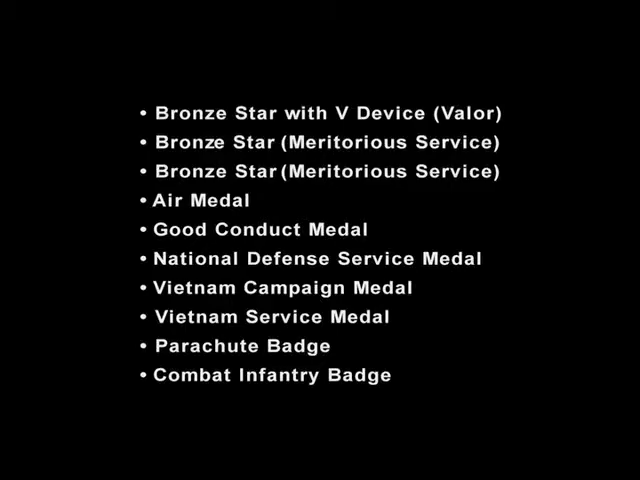 • Bronze Star with V Device (Valor)
• Bronze Star (Meritorious Service)
• Bronze Star (Meritorious Service)
• Air Medal
• Good Conduct Medal
• National Defense Service Medal
• Vietnam Campaign Medal
• Vietnam Service Medal
• Parachute Badge
• Combat Infantry Badge